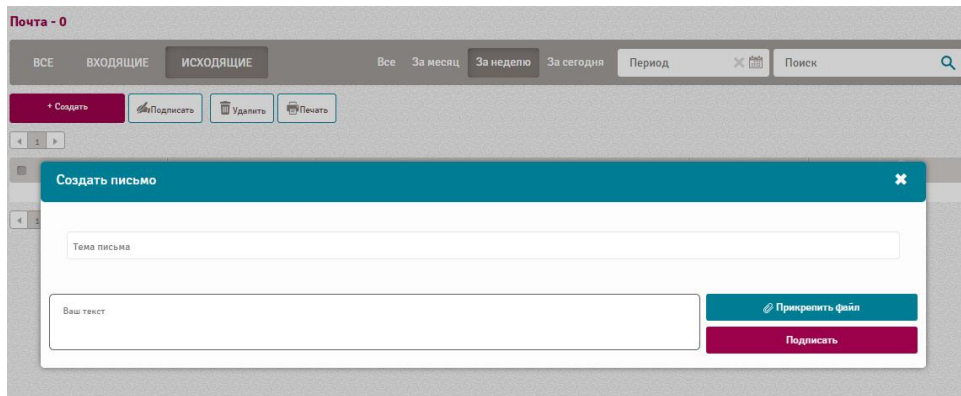 Почта - 0
ВСЕ ВХОДЯЩИЕ ИСХОДЯЩИЕ Все За месяц За неделю За сегодня Период Поиск
+ Создать Подписать Удалить Печать
1
Создать письмо
1
Тема письма
Ваш текст
Прикрепить файл
Подписать